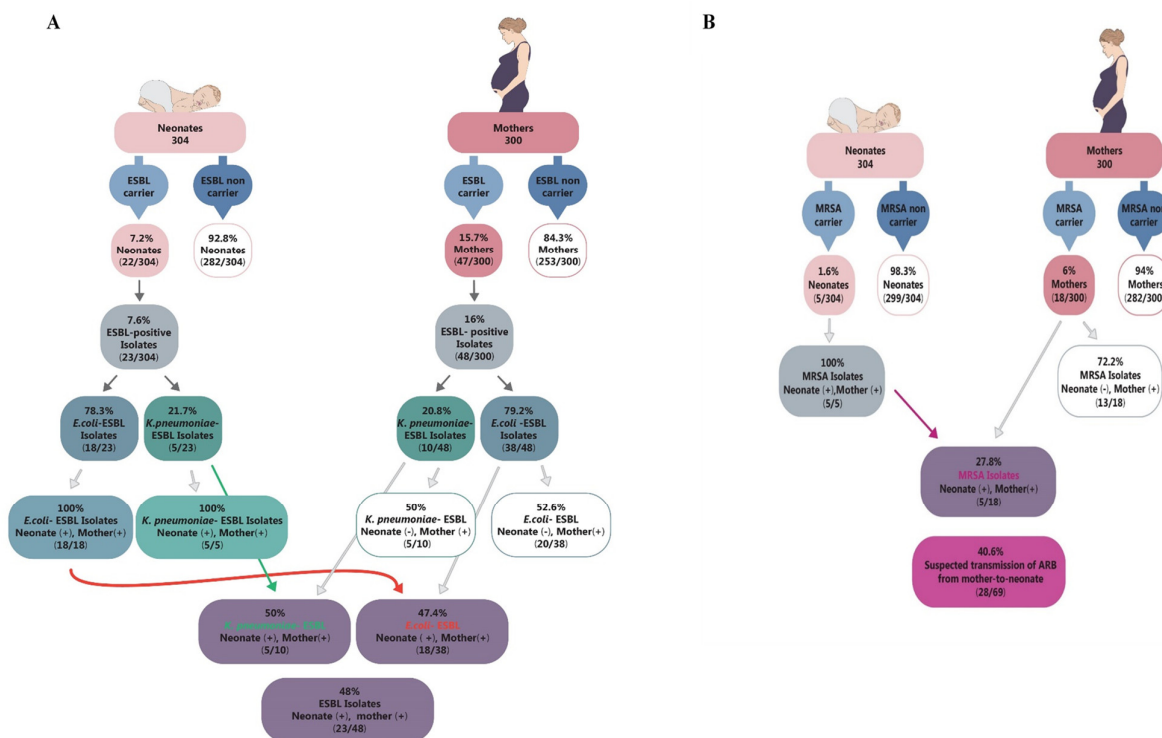 A
Neonates
304
Mothers
300
ESBL
carrier
ESBL non
carrier
ESBL
carrier
ESBL non
carrier
7.2%
Neonates
(22/304)
92.8%
Neonates
(282/304)
15.7%
Mothers
(47/300)
84.3%
Mothers
(253/300)
7.6%
ESBL-positive
Isolates
(23/304)
16%
ESBL- positive
Isolates
(48/300)
78.3%
E.coli-ESBL
Isolates
(18/23)
21.7%
K.pneumoniae-
ESBL Isolates
(5/23)
20.8%
K. pneumoniae-
ESBL Isolates
(10/48)
79.2%
E.coli -ESBL
Isolates
(38/48)
100%
E.coli- ESBL Isolates
Neonate (+), Mother(+)
(18/18)
100%
K. pneumoniae- ESBL Isolates
Neonate (+), Mother(+)
(5/5)
50%
K. pneumoniae- ESBL
Neonate (-), Mother (+)
(5/10)
52.6%
E.coli- ESBL
Neonate (-), Mother (+)
(20/38)
50%
K. pneumoniae- ESBL
Neonate (+), Mother(+)
(5/10)
47.4%
E.coli- ESBL
Neonate ( +), Mother(+)
(18/38)
48%
ESBL Isolates
Neonate (+), mother (+)
(23/48)
B
Neonates
304
Mothers
300
MRSA
carrier
MRSA non
carrier
MRSA
carrier
MRSA non
carrier
1.6%
Neonates
(5/304)
98.3%
Neonates
(299/304)
6%
Mothers
(18/300)
94%
Mothers
(282/300)
100%
MRSA Isolates
Neonate (+),Mother (+)
(5/5)
72.2%
MRSA Isolates
Neonate (-), Mother (+)
(13/18)
27.8%
MRSA Isolates
Neonate (+), Mother(+)
(5/18)
40.6%
Suspected transmission of ARB
from mother-to-neonate
(28/69)